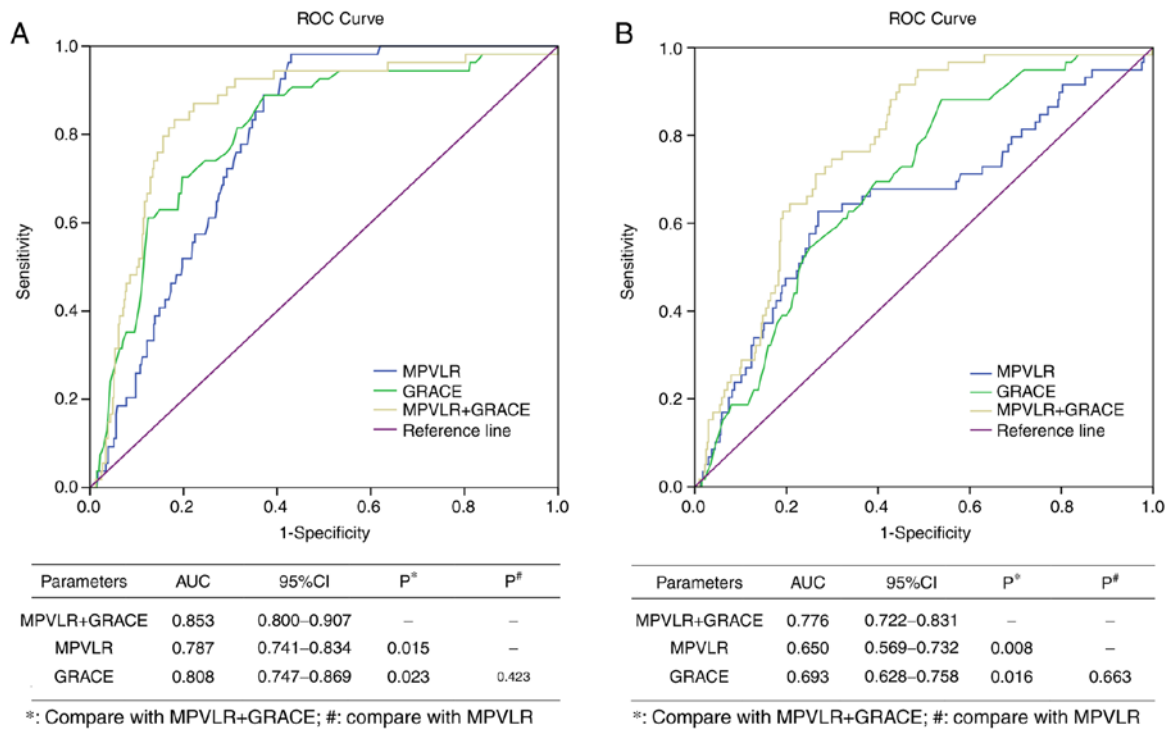 A
ROC Curve
1.0
0.8
0.6
0.4
0.2
0.0
Sensitivity
MPVLR
GRACE
MPVLR+GRACE
Reference line
0.0 0.2 0.4 0.6 0.8 1.0
1-Specificity
Parameters AUC 95%CI P* P#
MPVLR+GRACE 0.853 0.800–0.907 – –
MPVLR 0.787 0.741–0.834 0.015 –
GRACE 0.808 0.747–0.869 0.023 0.423
*: Compare with MPVLR+GRACE; #: compare with MPVLR
B
ROC Curve
1.0
0.8
0.6
0.4
0.2
0.0
Sensitivity
MPVLR
GRACE
MPVLR+GRACE
Reference line
0.0 0.2 0.4 0.6 0.8 1.0
1-Specificity
Parameters AUC 95%CI P* P#
MPVLR+GRACE 0.776 0.722–0.831 – –
MPVLR 0.650 0.569–0.732 0.008 –
GRACE 0.693 0.628–0.758 0.016 0.663
*: Compare with MPVLR+GRACE; #: compare with MPVLR